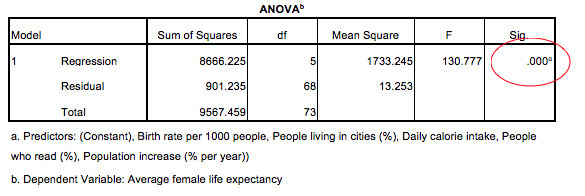 ANOVAᵇ
Model Sum of Squares df Mean Square F Sig.
1 Regression 8666.225 5 1733.245 130.777 .000ᵃ
Residual 901.235 68 13.253
Total 9567.459 73
a. Predictors: (Constant), Birth rate per 1000 people, People living in cities (%), Daily calorie intake, People
who read (%), Population increase (% per year))
b. Dependent Variable: Average female life expectancy